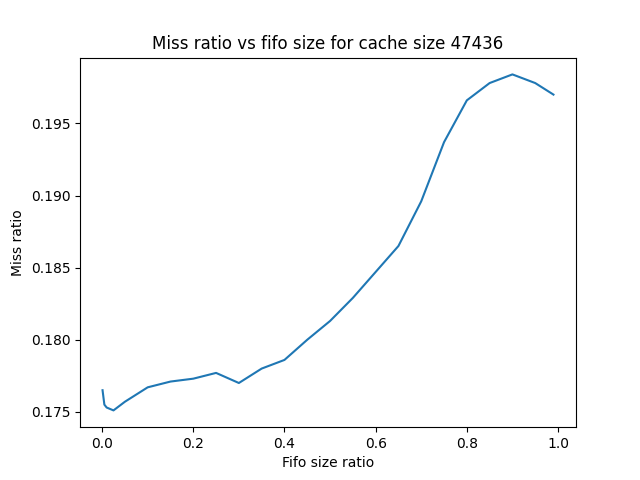 Miss ratio vs fifo size for cache size 47436
0.195
0.190
0.185
0.180
0.175
Miss ratio
0.0 0.2 0.4 0.6 0.8 1.0
Fifo size ratio